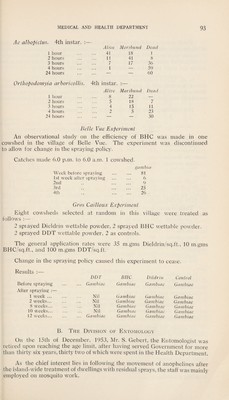 MEDICAL AND HEALTH DEPARTMENT 93
Ae albopictus. 4th instar. :—
Alive Moribund Dead
1 hour ... ... 41 18 1
2 hours ... ... 11 41 8
3 hours ... ... 7 17 36
4 hours ... ... 1
24 hours ... ... — — 60
Orthopodomyia arboricollis. 4th instar. :—
Alive Moribund Dead
1 hour ... ... 8 22 —
2 hours ... ... 5 18 7
3 hours ... ... 4 15 11
4 hours ... ... 2 3 25
24 hours ... ... — — 30
Belle Vue Experiment
An observational study on the efficiency of BHC was made in one
cowshed in the village of Belle Vue. The experiment was discontinued
to allow for change in the spraying policy.
Catches made 6.0 p.m. to 6.0 a.m. 1 cowshed
gambiae
Week before spraying ... ... 81
1st week after spraying ... ... 6
2nd ... ... 8
3rd ... ... 23
4th ... ... 26
Gros Cailloux Experiment
Eight cowsheds selected at random in this village were treated as
follows :—
2 sprayed Dieldrex wettable powder, 2 sprayed BHC wettable powder.
2 sprayed DDT wettable powder, 2 as controls.
The general application rates were 35 m.gms Dieldrin/sq.ft., 10 m.gms
BHC/sq.ft., and 100 m.gms DDT/sq.ft.
Change in the spraying policy caused this experiment to cease:
Results :—
DDT BHC Dieldrex Control
Before spraying ... Gambiae Gambiae Gambiae Gambiae
After spraying :—
1 week ... ... Nil Gambiae Gambiae Gambiae
2 weeks... ... Nil Gambiae Gambiae Gambiae
4 weeks... ... Nil Gambiae Gambiae Gambiae
10 weeks... ... Nil Gambiae Gambiae Gambiae
12 weeks... ... Gambiae Gambiae Gambiae Gambiae
B. The Division of Entomology
On the 15th of December, 1953, Mr. S. Gebert, the Entomologist was
retired upon reaching the age limit, after having served Government for more
than thirty six years, thirty two of which were spent in the Health Department.
As the chief interest lies in following the movement of anophelines after
the island-wide treatment of dwellings with residual sprays, the staff was mainly
employed on mosquito work.